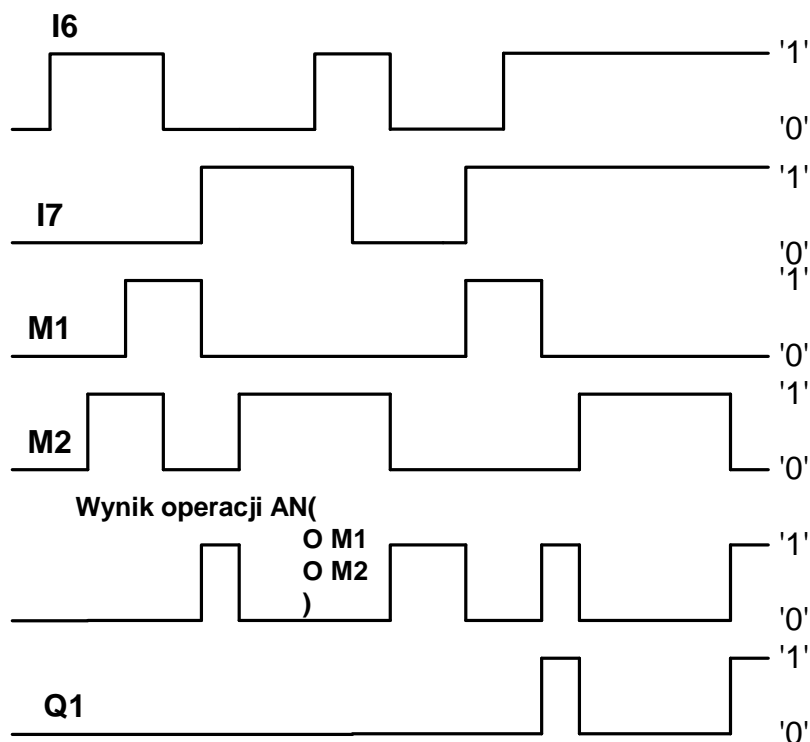 I6
'1'
'0'
'1'
I7
'0'
'1'
M1
'0'
'1'
M2
'0'
Wynik operacji AN(
O M1
'1'
O M2
)
'0'
'1'
Q1
'0'